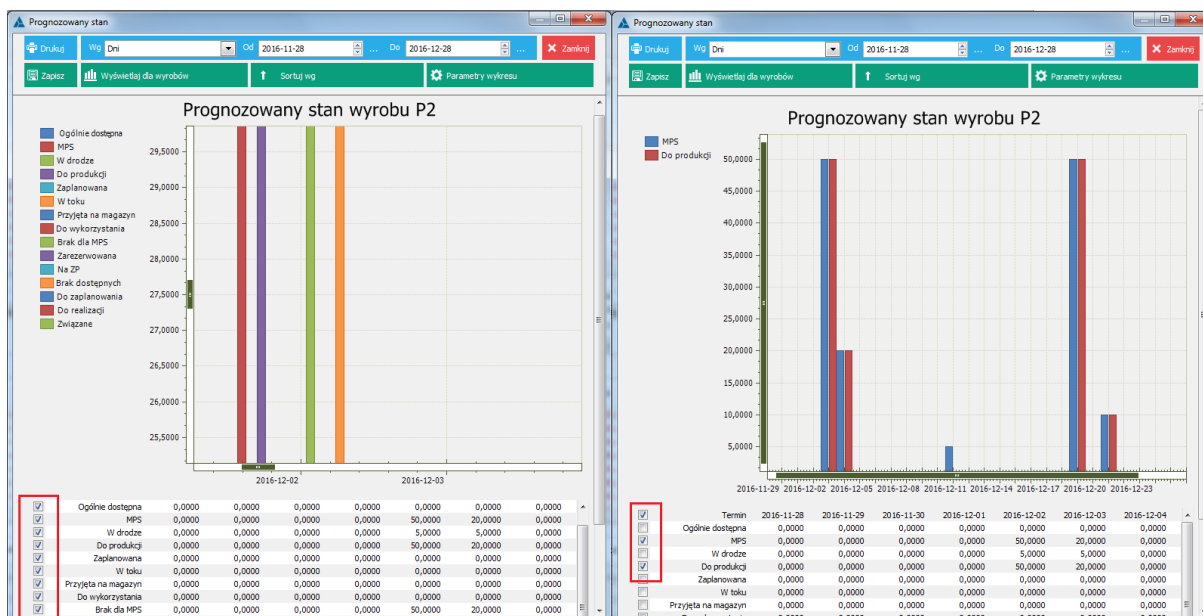 Prognozowany stan
Drukuj Wg Dni Od 2016-11-28 ... Do 2016-12-28 ... Zamknij
Zapisz Wyświetlaj dla wyrobów Sortuj wg Parametry wykresu
Prognozowany stan wyrobu P2
Ogólnie dostępna
MPS
W drodze
Do produkcji
Zaplanowana
W toku
Przyjęta na magazyn
Do wykorzystania
Brak dla MPS
Zarezerwowana
Na ZP
Brak dostępnych
Do zaplanowania
Do realizacji
Związane
29,5000
29,0000
28,5000
28,0000
27,5000
27,0000
26,5000
26,0000
25,5000
2016-12-02 2016-12-03
Ogólnie dostępna 0,0000 0,0000 0,0000 0,0000 0,0000 0,0000 0,0000
MPS 0,0000 0,0000 0,0000 0,0000 50,0000 20,0000 0,0000
W drodze 0,0000 0,0000 0,0000 0,0000 5,0000 5,0000 0,0000
Do produkcji 0,0000 0,0000 0,0000 0,0000 50,0000 20,0000 0,0000
Zaplanowana 0,0000 0,0000 0,0000 0,0000 0,0000 0,0000 0,0000
W toku 0,0000 0,0000 0,0000 0,0000 0,0000 0,0000 0,0000
Przyjęta na magazyn 0,0000 0,0000 0,0000 0,0000 0,0000 0,0000 0,0000
Do wykorzystania 0,0000 0,0000 0,0000 0,0000 0,0000 0,0000 0,0000
Brak dla MPS 0,0000 0,0000 0,0000 0,0000 50,0000 20,0000 0,0000
Prognozowany stan
Drukuj Wg Dni Od 2016-11-28 ... Do 2016-12-28 ... Zamknij
Zapisz Wyświetlaj dla wyrobów Sortuj wg Parametry wykresu
Prognozowany stan wyrobu P2
MPS
Do produkcji
50,0000
45,0000
40,0000
35,0000
30,0000
25,0000
20,0000
15,0000
10,0000
5,0000
2016-11-29 2016-12-02 2016-12-05 2016-12-08 2016-12-11 2016-12-14 2016-12-17 2016-12-20 2016-12-23
Termin 2016-11-28 2016-11-29 2016-11-30 2016-12-01 2016-12-02 2016-12-03 2016-12-04
Ogólnie dostępna 0,0000 0,0000 0,0000 0,0000 0,0000 0,0000 0,0000
MPS 0,0000 0,0000 0,0000 0,0000 50,0000 20,0000 0,0000
W drodze 0,0000 0,0000 0,0000 0,0000 5,0000 5,0000 0,0000
Do produkcji 0,0000 0,0000 0,0000 0,0000 50,0000 20,0000 0,0000
Zaplanowana 0,0000 0,0000 0,0000 0,0000 0,0000 0,0000 0,0000
W toku 0,0000 0,0000 0,0000 0,0000 0,0000 0,0000 0,0000
Przyjęta na magazyn 0,0000 0,0000 0,0000 0,0000 0,0000 0,0000 0,0000